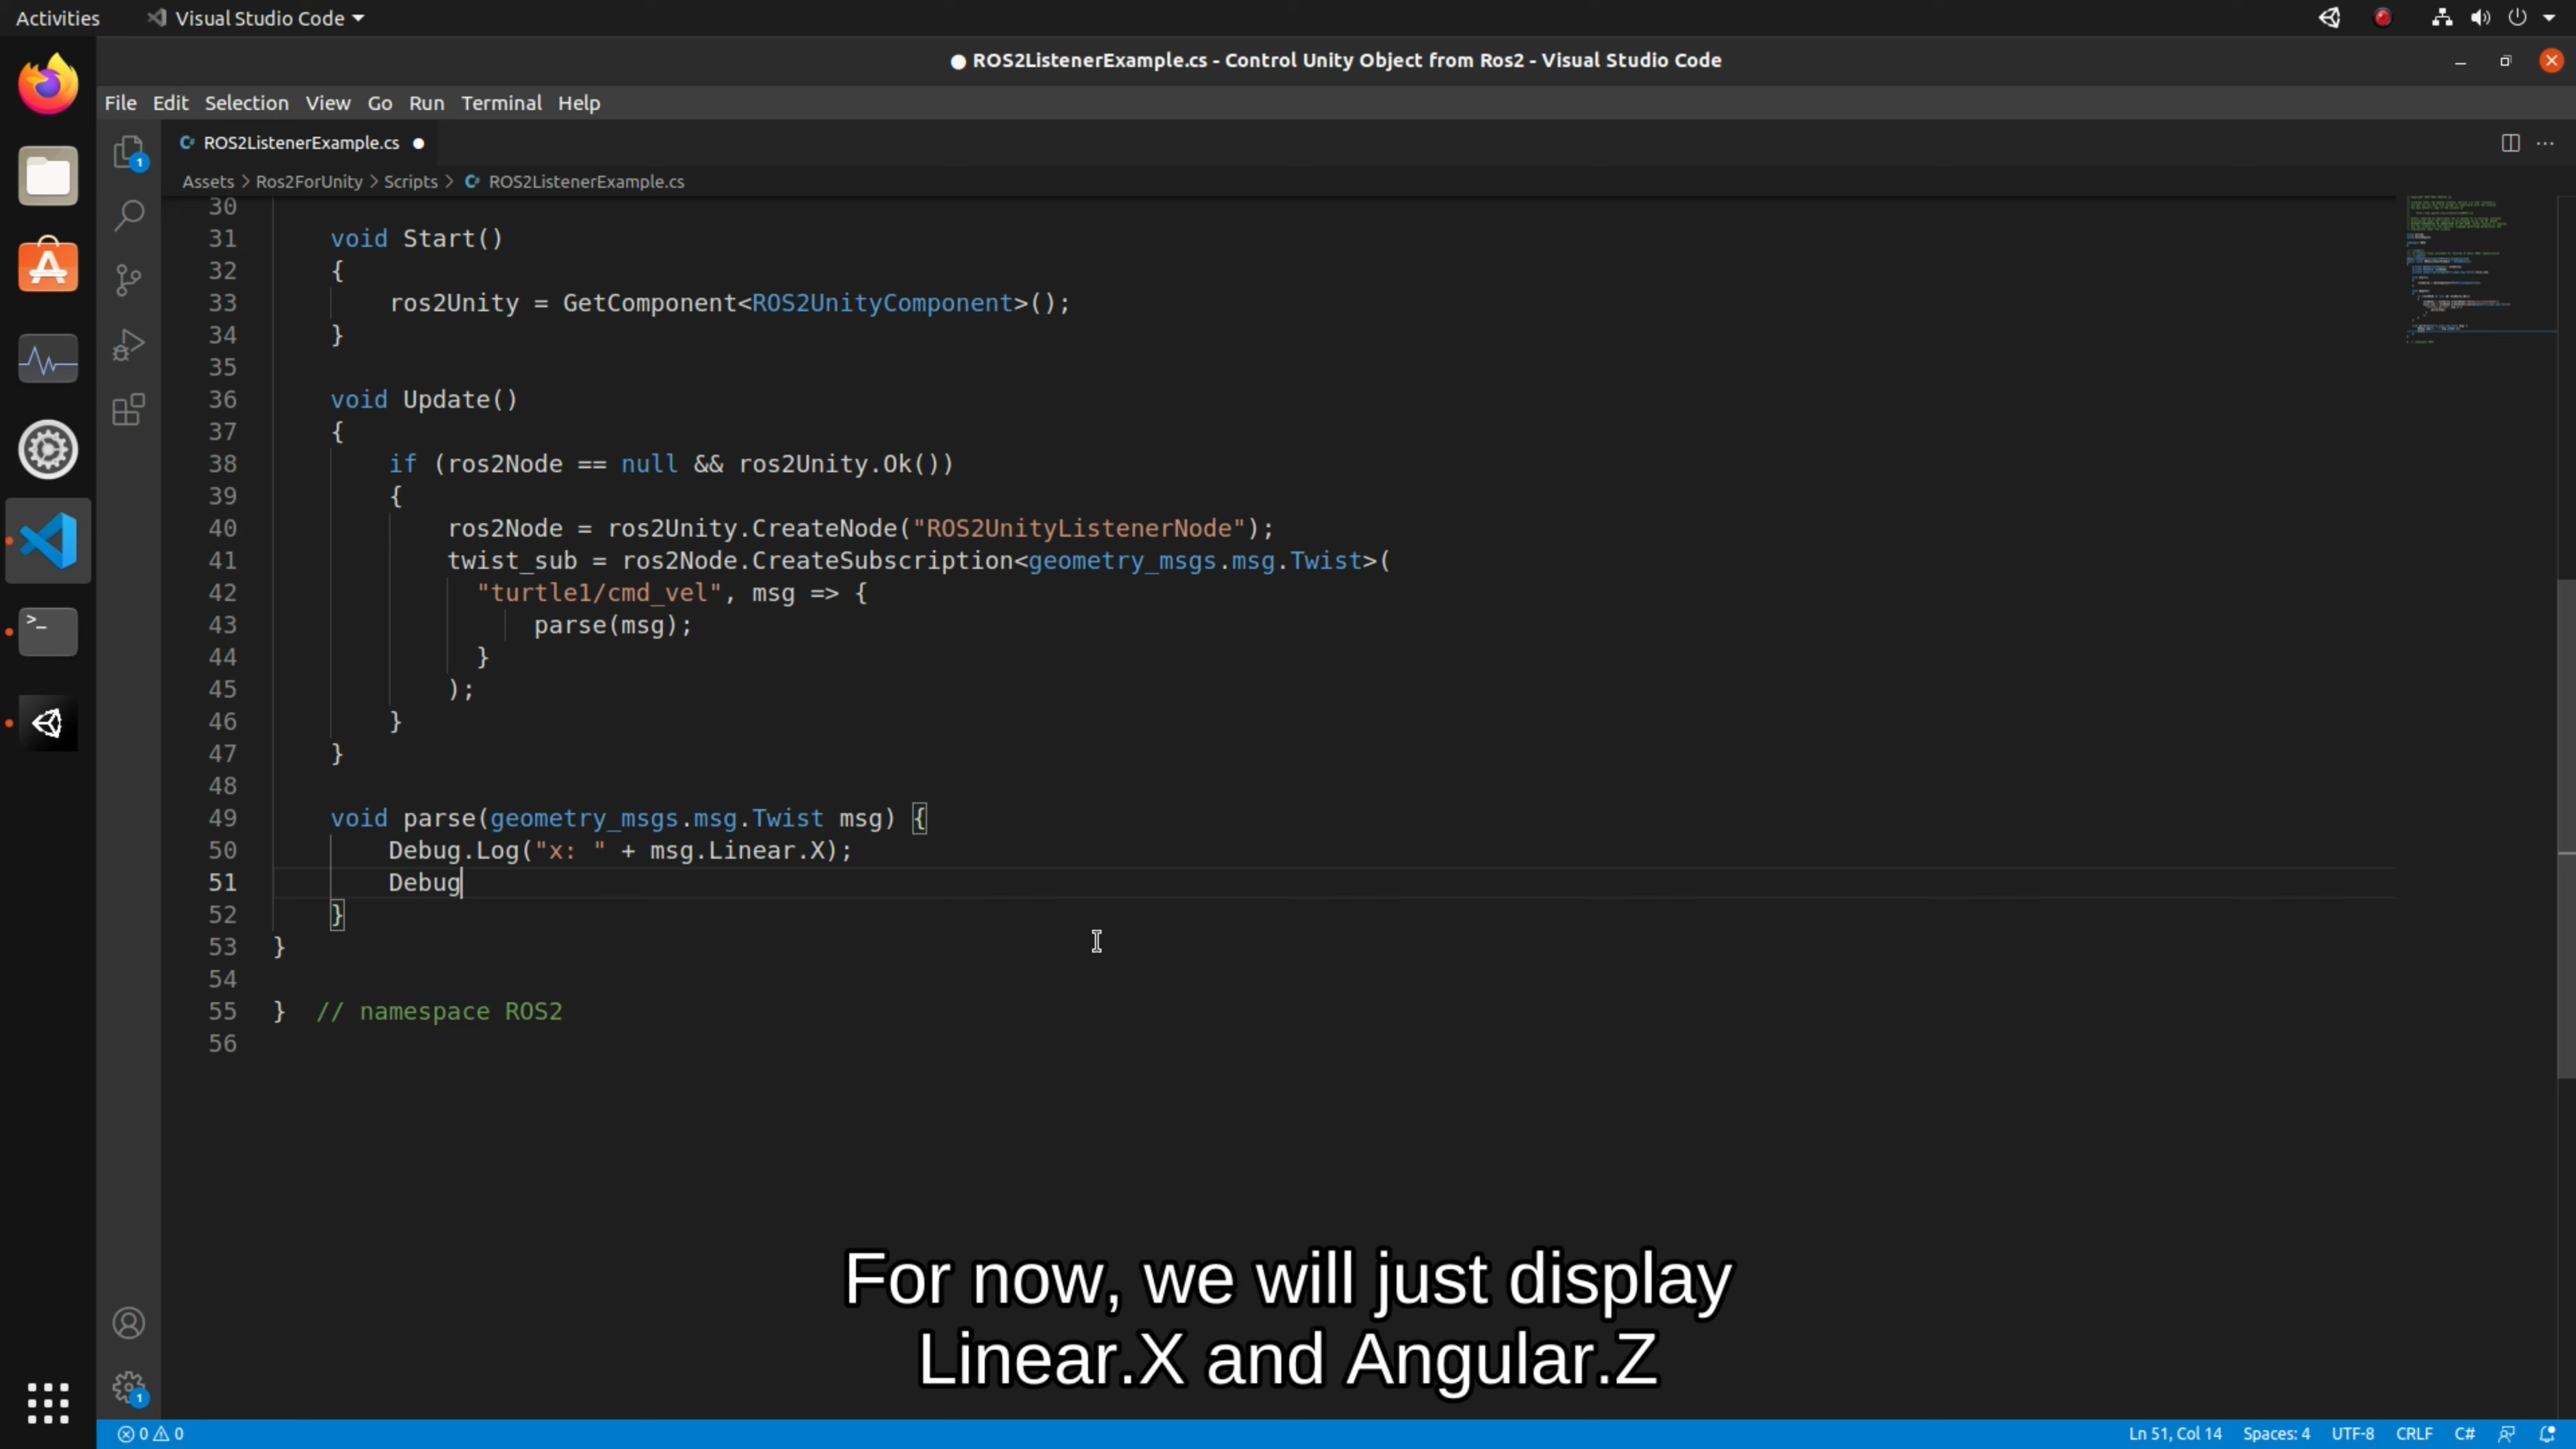 Activities
Visual Studio Code
ROS2ListenerExample.cs - Control Unity Object from Ros2 - Visual Studio Code
File Edit Selection View Go Run Terminal Help
1
ROS2ListenerExample.cs
Assets > Ros2ForUnity > Scripts > ROS2ListenerExample.cs
30
31 void Start()
32 {
33 ros2Unity = GetComponent<ROS2UnityComponent>();
34 }
35
36 void Update()
37 {
38 if (ros2Node == null && ros2Unity.Ok())
39 {
40 ros2Node = ros2Unity.CreateNode("ROS2UnityListenerNode");
41 twist_sub = ros2Node.CreateSubscription<geometry_msgs.msg.Twist>(
42 "turtle1/cmd_vel", msg => {
43 parse(msg);
44 }
45 );
46 }
47 }
48
49 void parse(geometry_msgs.msg.Twist msg) {
50 Debug.Log("x: " + msg.Linear.X);
51 Debug
52 }
53 }
54
55 } // namespace ROS2
56
For now, we will just display
Linear.X and Angular.Z
1
0 0
Ln 51, Col 14 Spaces: 4 UTF-8 CRLF C#